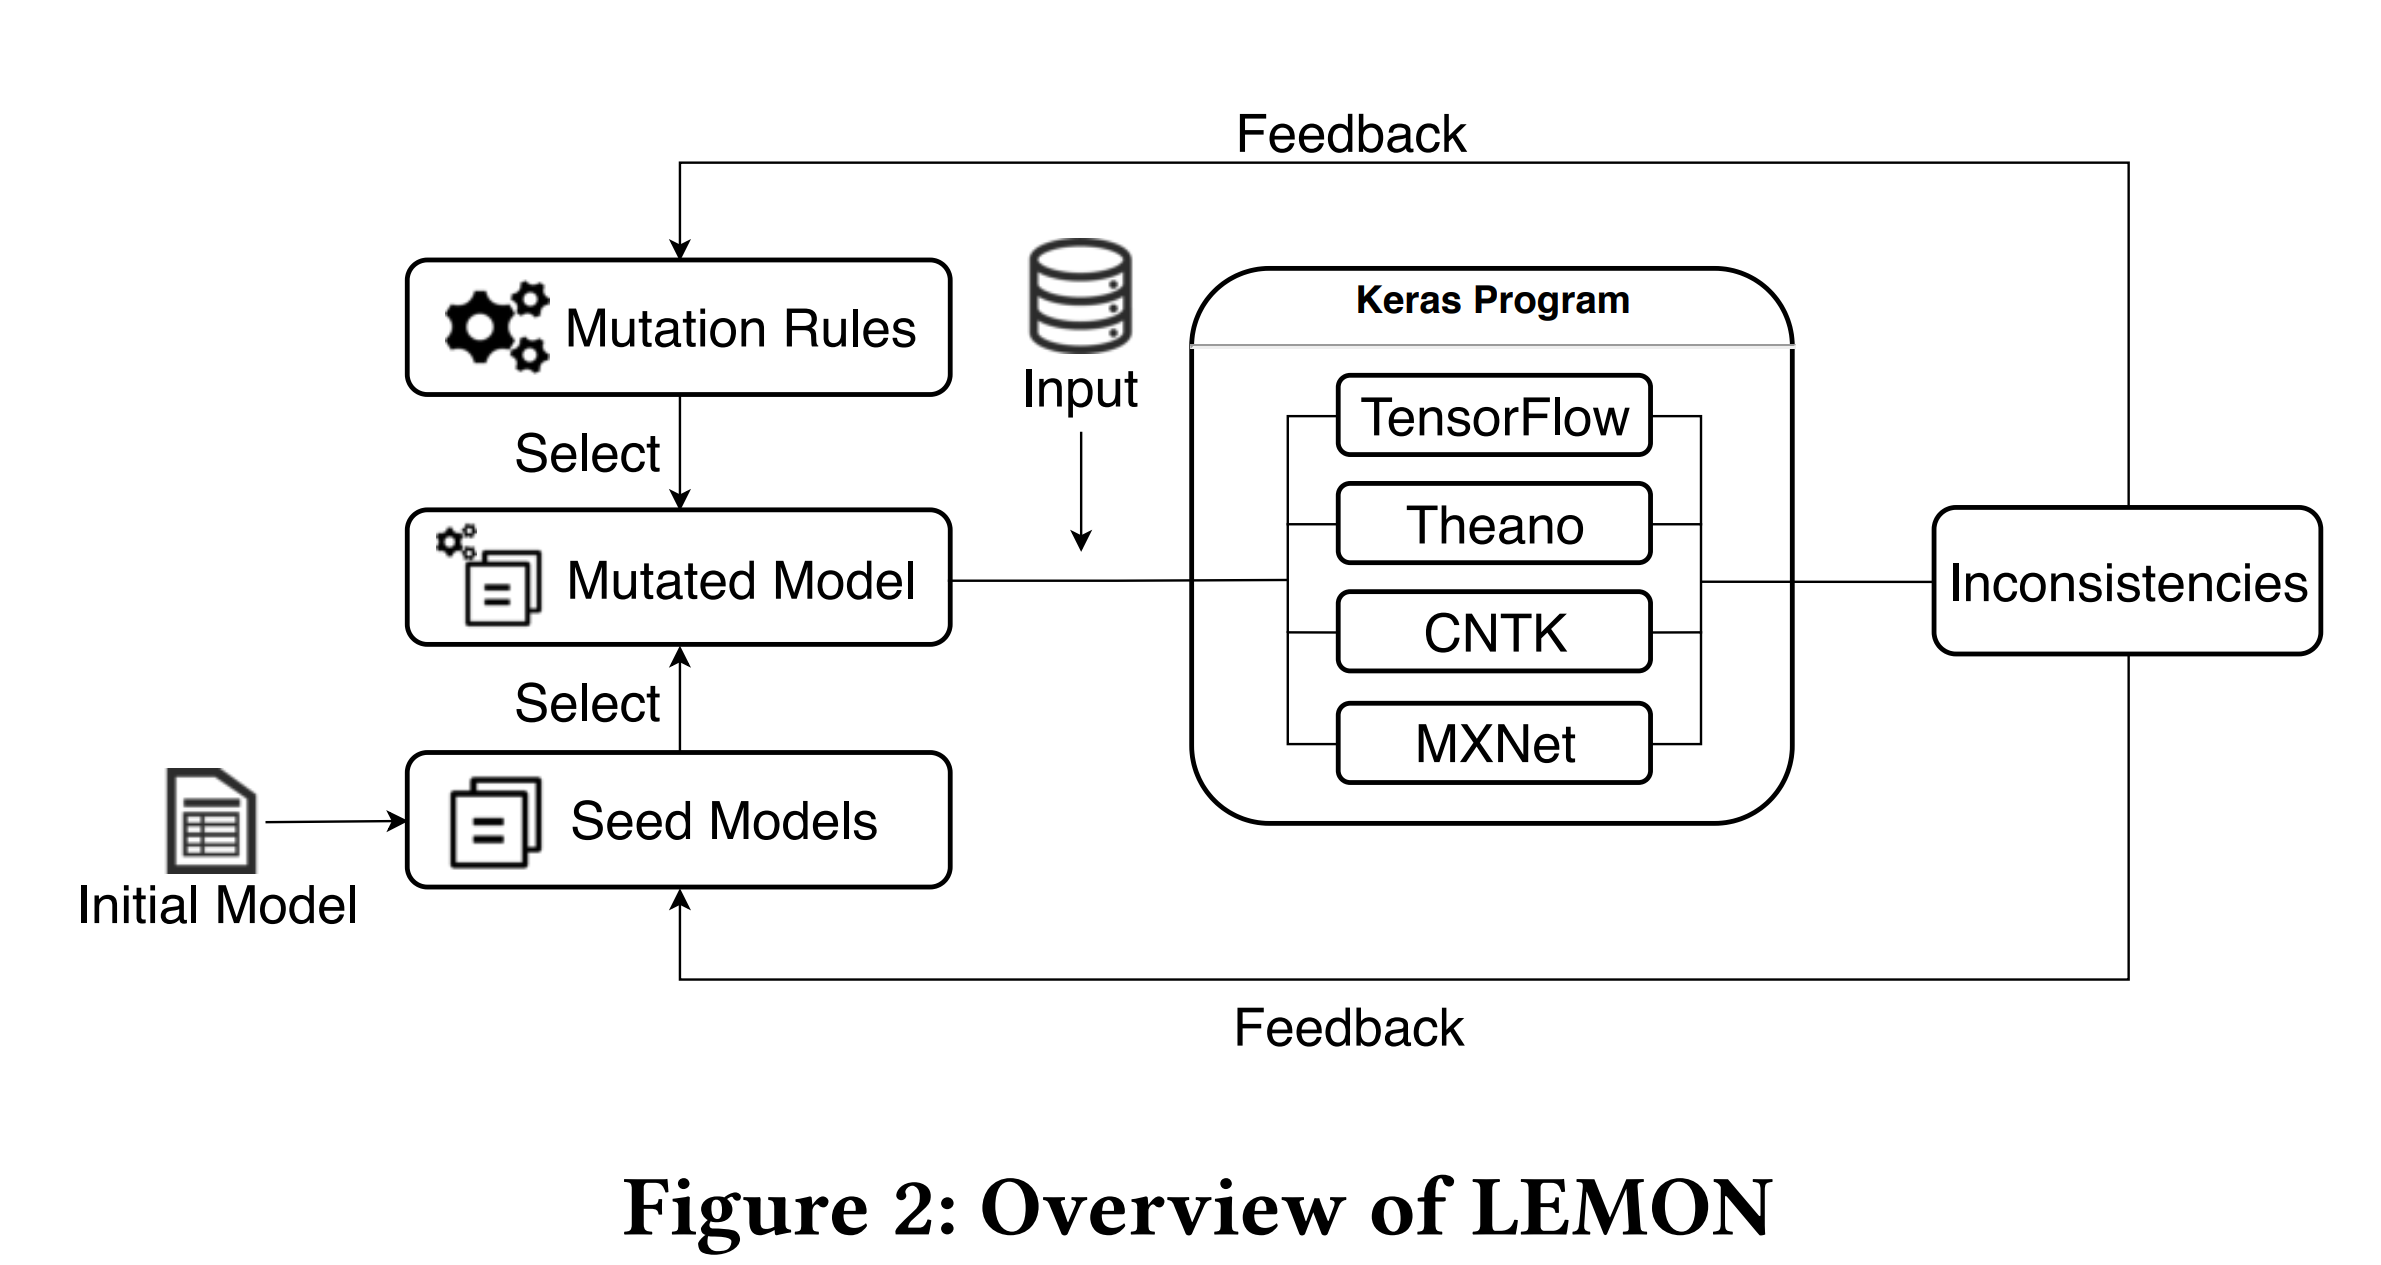 Feedback
Mutation Rules
Input
Keras Program
Select
TensorFlow
Theano
Mutated Model
CNTK
Inconsistencies
Select
MXNet
Seed Models
Initial Model
Feedback
Figure 2: Overview of LEMON